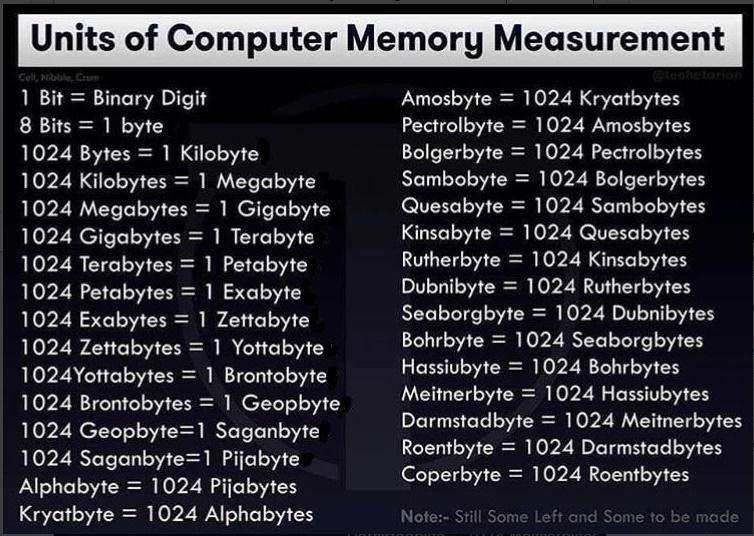 Units of Computer Memory Measurement
Cell, Nibble, Crum
@techetarian
1 Bit = Binary Digit
8 Bits = 1 byte
1024 Bytes = 1 Kilobyte
1024 Kilobytes = 1 Megabyte
1024 Megabytes = 1 Gigabyte
1024 Gigabytes = 1 Terabyte
1024 Terabytes = 1 Petabyte
1024 Petabytes = 1 Exabyte
1024 Exabytes = 1 Zettabyte
1024 Zettabytes = 1 Yottabyte
1024Yottabytes = 1 Brontobyte
1024 Brontobytes = 1 Geopbyte
1024 Geopbyte=1 Saganbyte
1024 Saganbyte=1 Pijabyte
Alphabyte = 1024 Pijabytes
Kryatbyte = 1024 Alphabytes
Amosbyte = 1024 Kryatbytes
Pectrolbyte = 1024 Amosbytes
Bolgerbyte = 1024 Pectrolbytes
Sambobyte = 1024 Bolgerbytes
Quesabyte = 1024 Sambobytes
Kinsabyte = 1024 Quesabytes
Rutherbyte = 1024 Kinsabytes
Dubnibyte = 1024 Rutherbytes
Seaborgbyte = 1024 Dubnibytes
Bohrbyte = 1024 Seaborgbytes
Hassiubyte = 1024 Bohrbytes
Meitnerbyte = 1024 Hassiubytes
Darmstadbyte = 1024 Meitnerbytes
Roentbyte = 1024 Darmstadbytes
Coperbyte = 1024 Roentbytes
Note:- Still Some Left and Some to be made